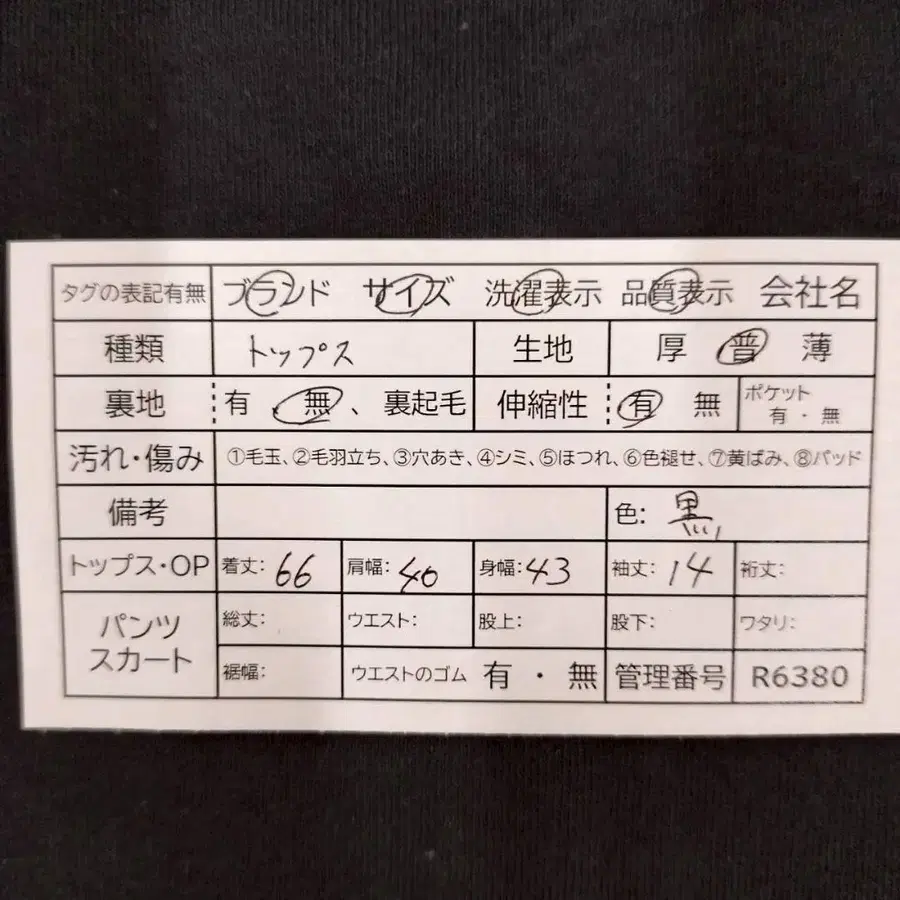 タグの表記有無 ブランド サイズ 洗濯表示 品質表示 会社名
種類 トップス 生地 厚 普 薄
裏地 有 、無、裏起毛 伸縮性 有 無 ポケット
有・無
汚れ・傷み ①毛玉、②毛羽立ち、③穴あき、④シミ、⑤ほつれ、⑥色褪せ、⑦黄ばみ、⑧パッド
備考 色: 黒
トップス・OP 着丈: 66 肩幅: 40 身幅: 43 袖丈: 14 裄丈:
パンツ
スカート
総丈: ウエスト: 股上: 股下: ワタリ:
裾幅: ウエストのゴム 有・無 管理番号 R6380